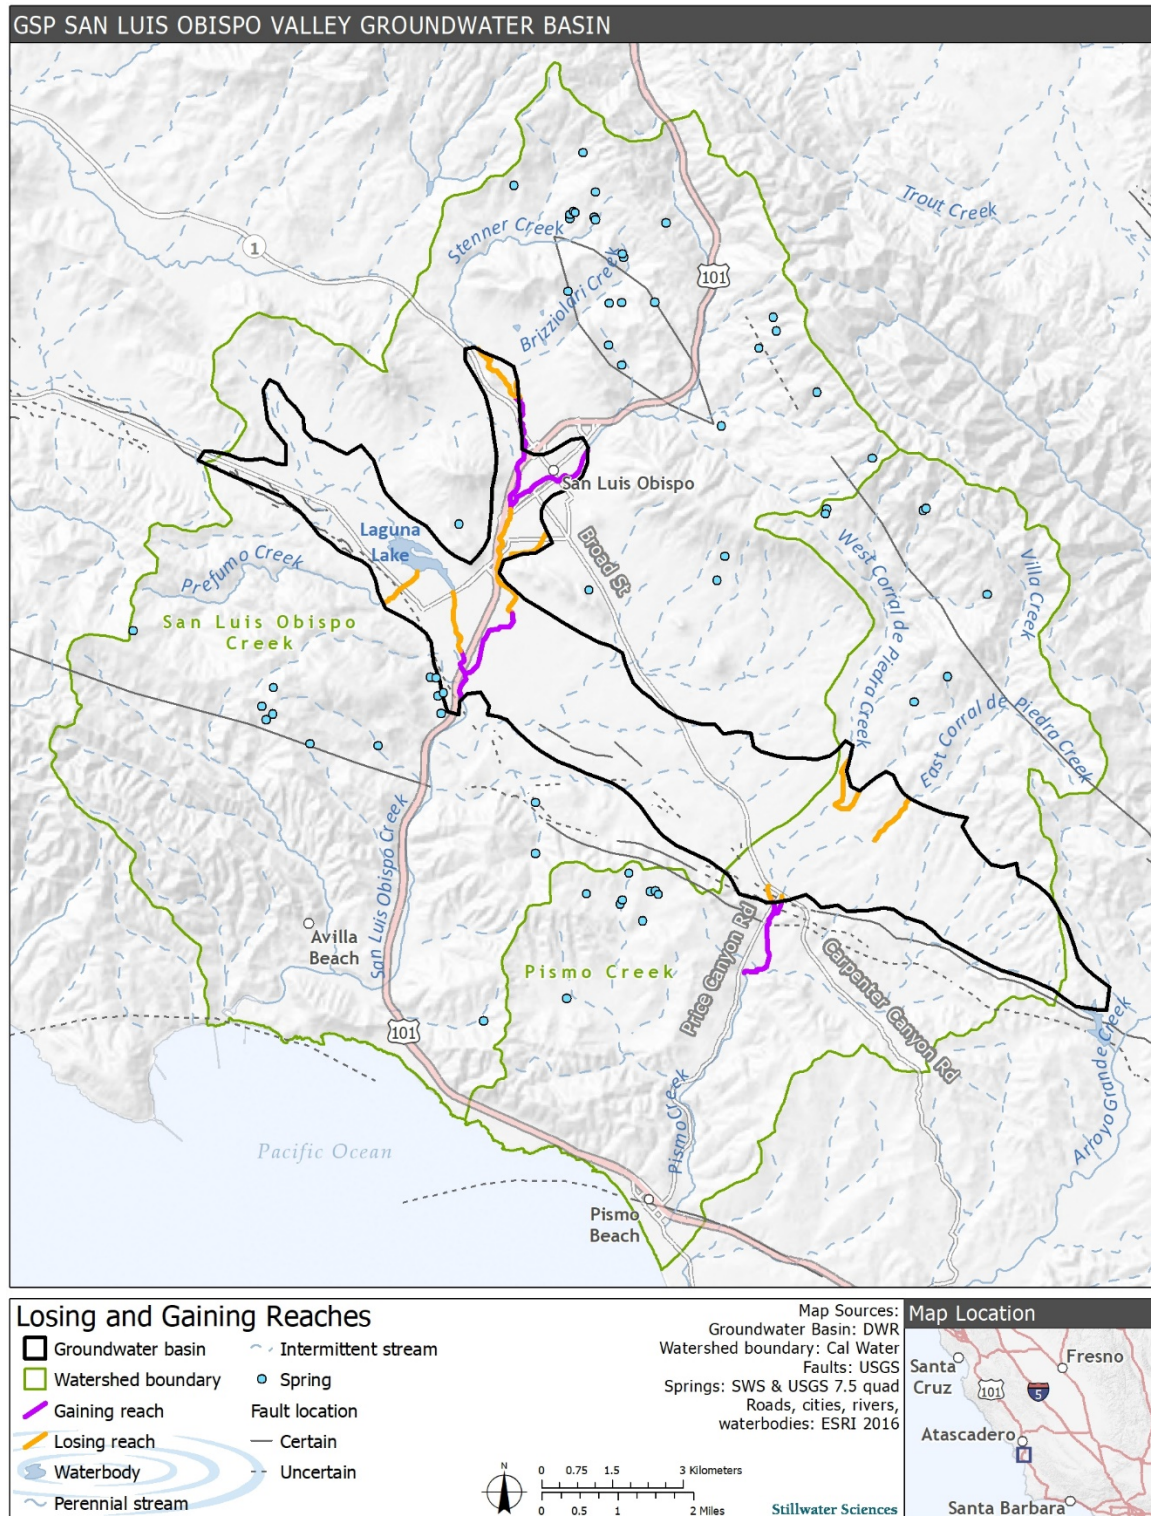 GSP SAN LUIS OBISPO VALLEY GROUNDWATER BASIN
Trout Creek
Stenner Creek
1
101
Brizziolari Creek
San Luis Obispo
Laguna
Lake
Broad St
West Corral de Piedra Creek
Villa Creek
Prefumo Creek
San Luis Obispo
Creek
East Corral de Piedra Creek
San Luis Obispo Creek
Avilla
Beach
Pismo Creek
Price Canyon Rd
Carpenter Canyon Rd
101
Arroyo Grande Creek
Pismo Creek
Pacific Ocean
Pismo
Beach
Losing and Gaining Reaches
Groundwater basin
Watershed boundary
Gaining reach
Losing reach
Waterbody
Perennial stream
Intermittent stream
Spring
Fault location
Certain
Uncertain
Map Sources:
Groundwater Basin: DWR
Watershed boundary: Cal Water
Faults: USGS
Springs: SWS & USGS 7.5 quad
Roads, cities, rivers,
waterbodies: ESRI 2016
N
0 0.75 1.5 3 Kilometers
0 0.5 1 2 Miles
Stillwater Sciences
Map Location
Santa
Cruz
Fresno
101
5
Atascadero
Santa Barbara